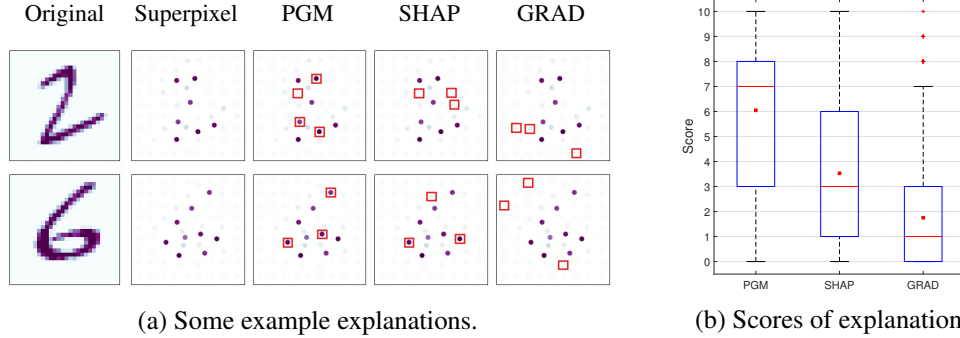 Original Superpixel PGM SHAP GRAD
(a) Some example explanations.
10
9
8
7
6
5
4
3
2
1
0
Score
PGM SHAP GRAD
(b) Scores of explanation